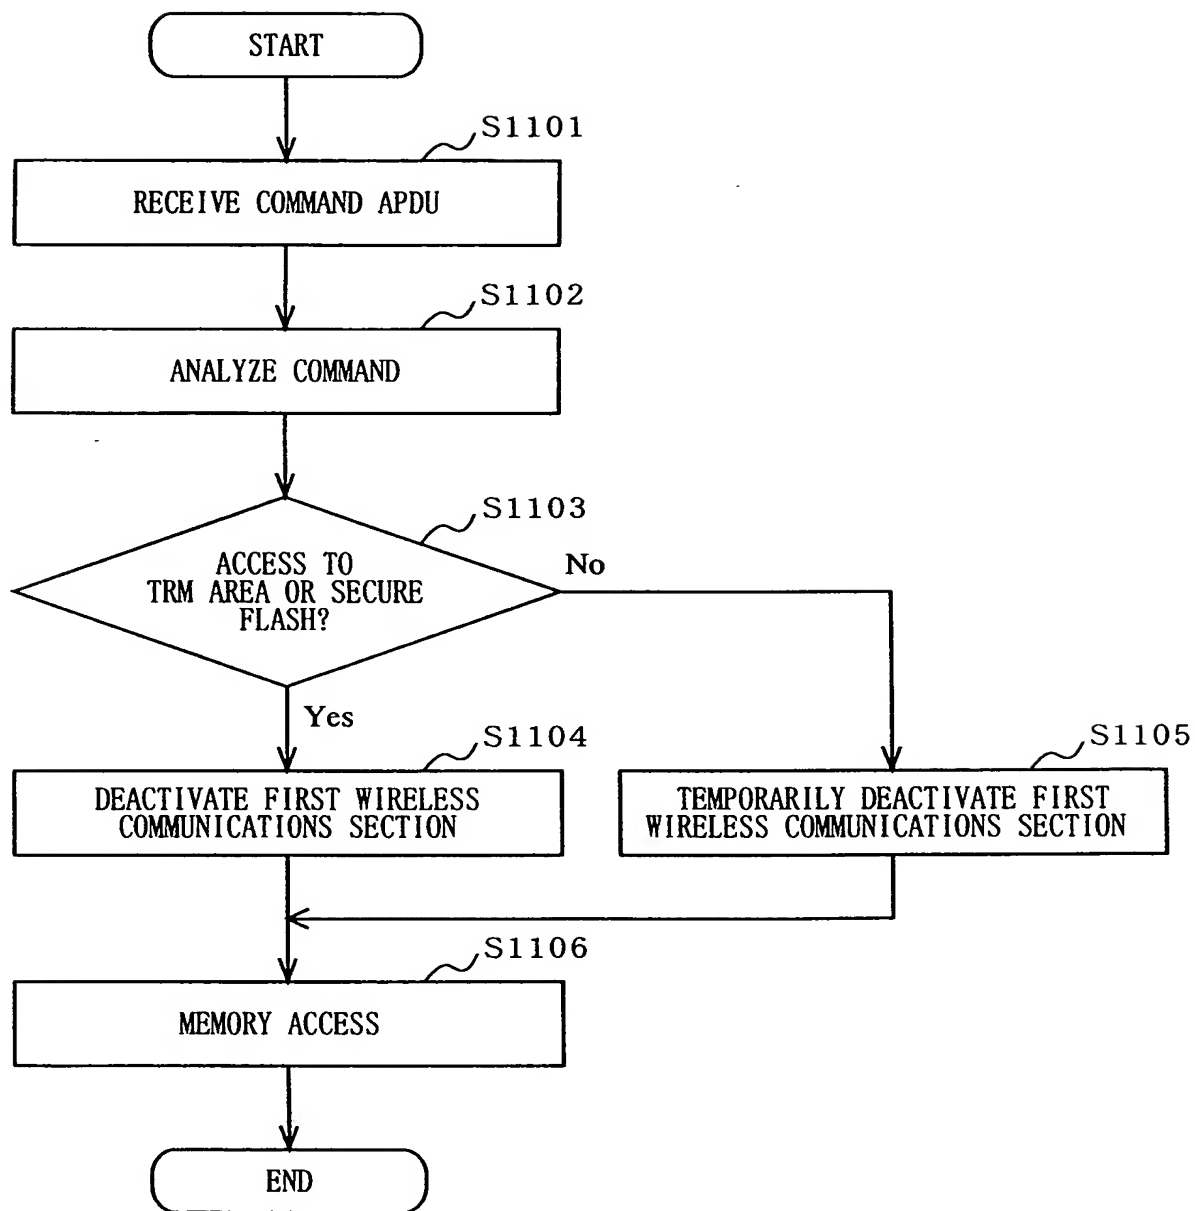 START
S1101
RECEIVE COMMAND APDU
S1102
ANALYZE COMMAND
S1103
ACCESS TO
TRM AREA OR SECURE
FLASH?
No
Yes
S1104
DEACTIVATE FIRST WIRELESS
COMMUNICATIONS SECTION
S1105
TEMPORARILY DEACTIVATE FIRST
WIRELESS COMMUNICATIONS SECTION
S1106
MEMORY ACCESS
END